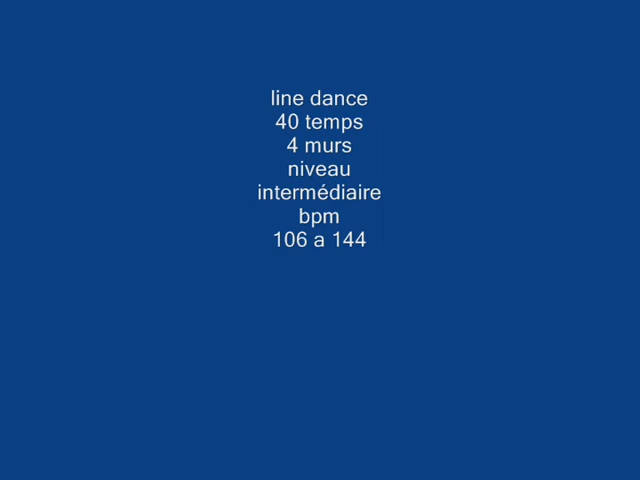 line dance
40 temps
4 murs
niveau
intermédiaire
bpm
106 a 144